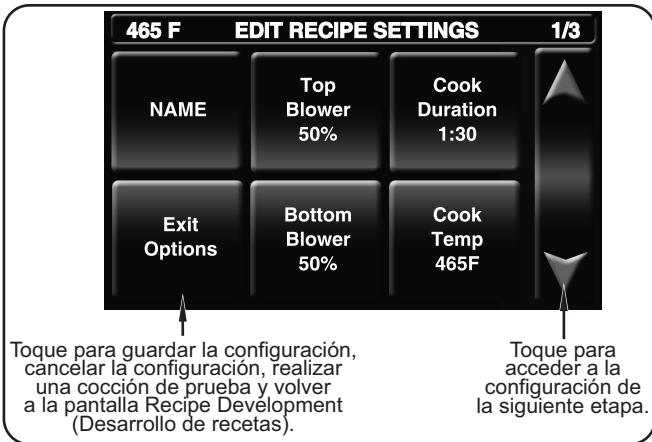 465 F EDIT RECIPE SETTINGS 1/3
NAME
Top
Blower
50%
Cook
Duration
1:30
Exit
Options
Bottom
Blower
50%
Cook
Temp
465F
Toque para guardar la configuración,
cancelar la configuración, realizar
una cocción de prueba y volver
a la pantalla Recipe Development
(Desarrollo de recetas).
Toque para
acceder a la
configuración de
la siguiente etapa.